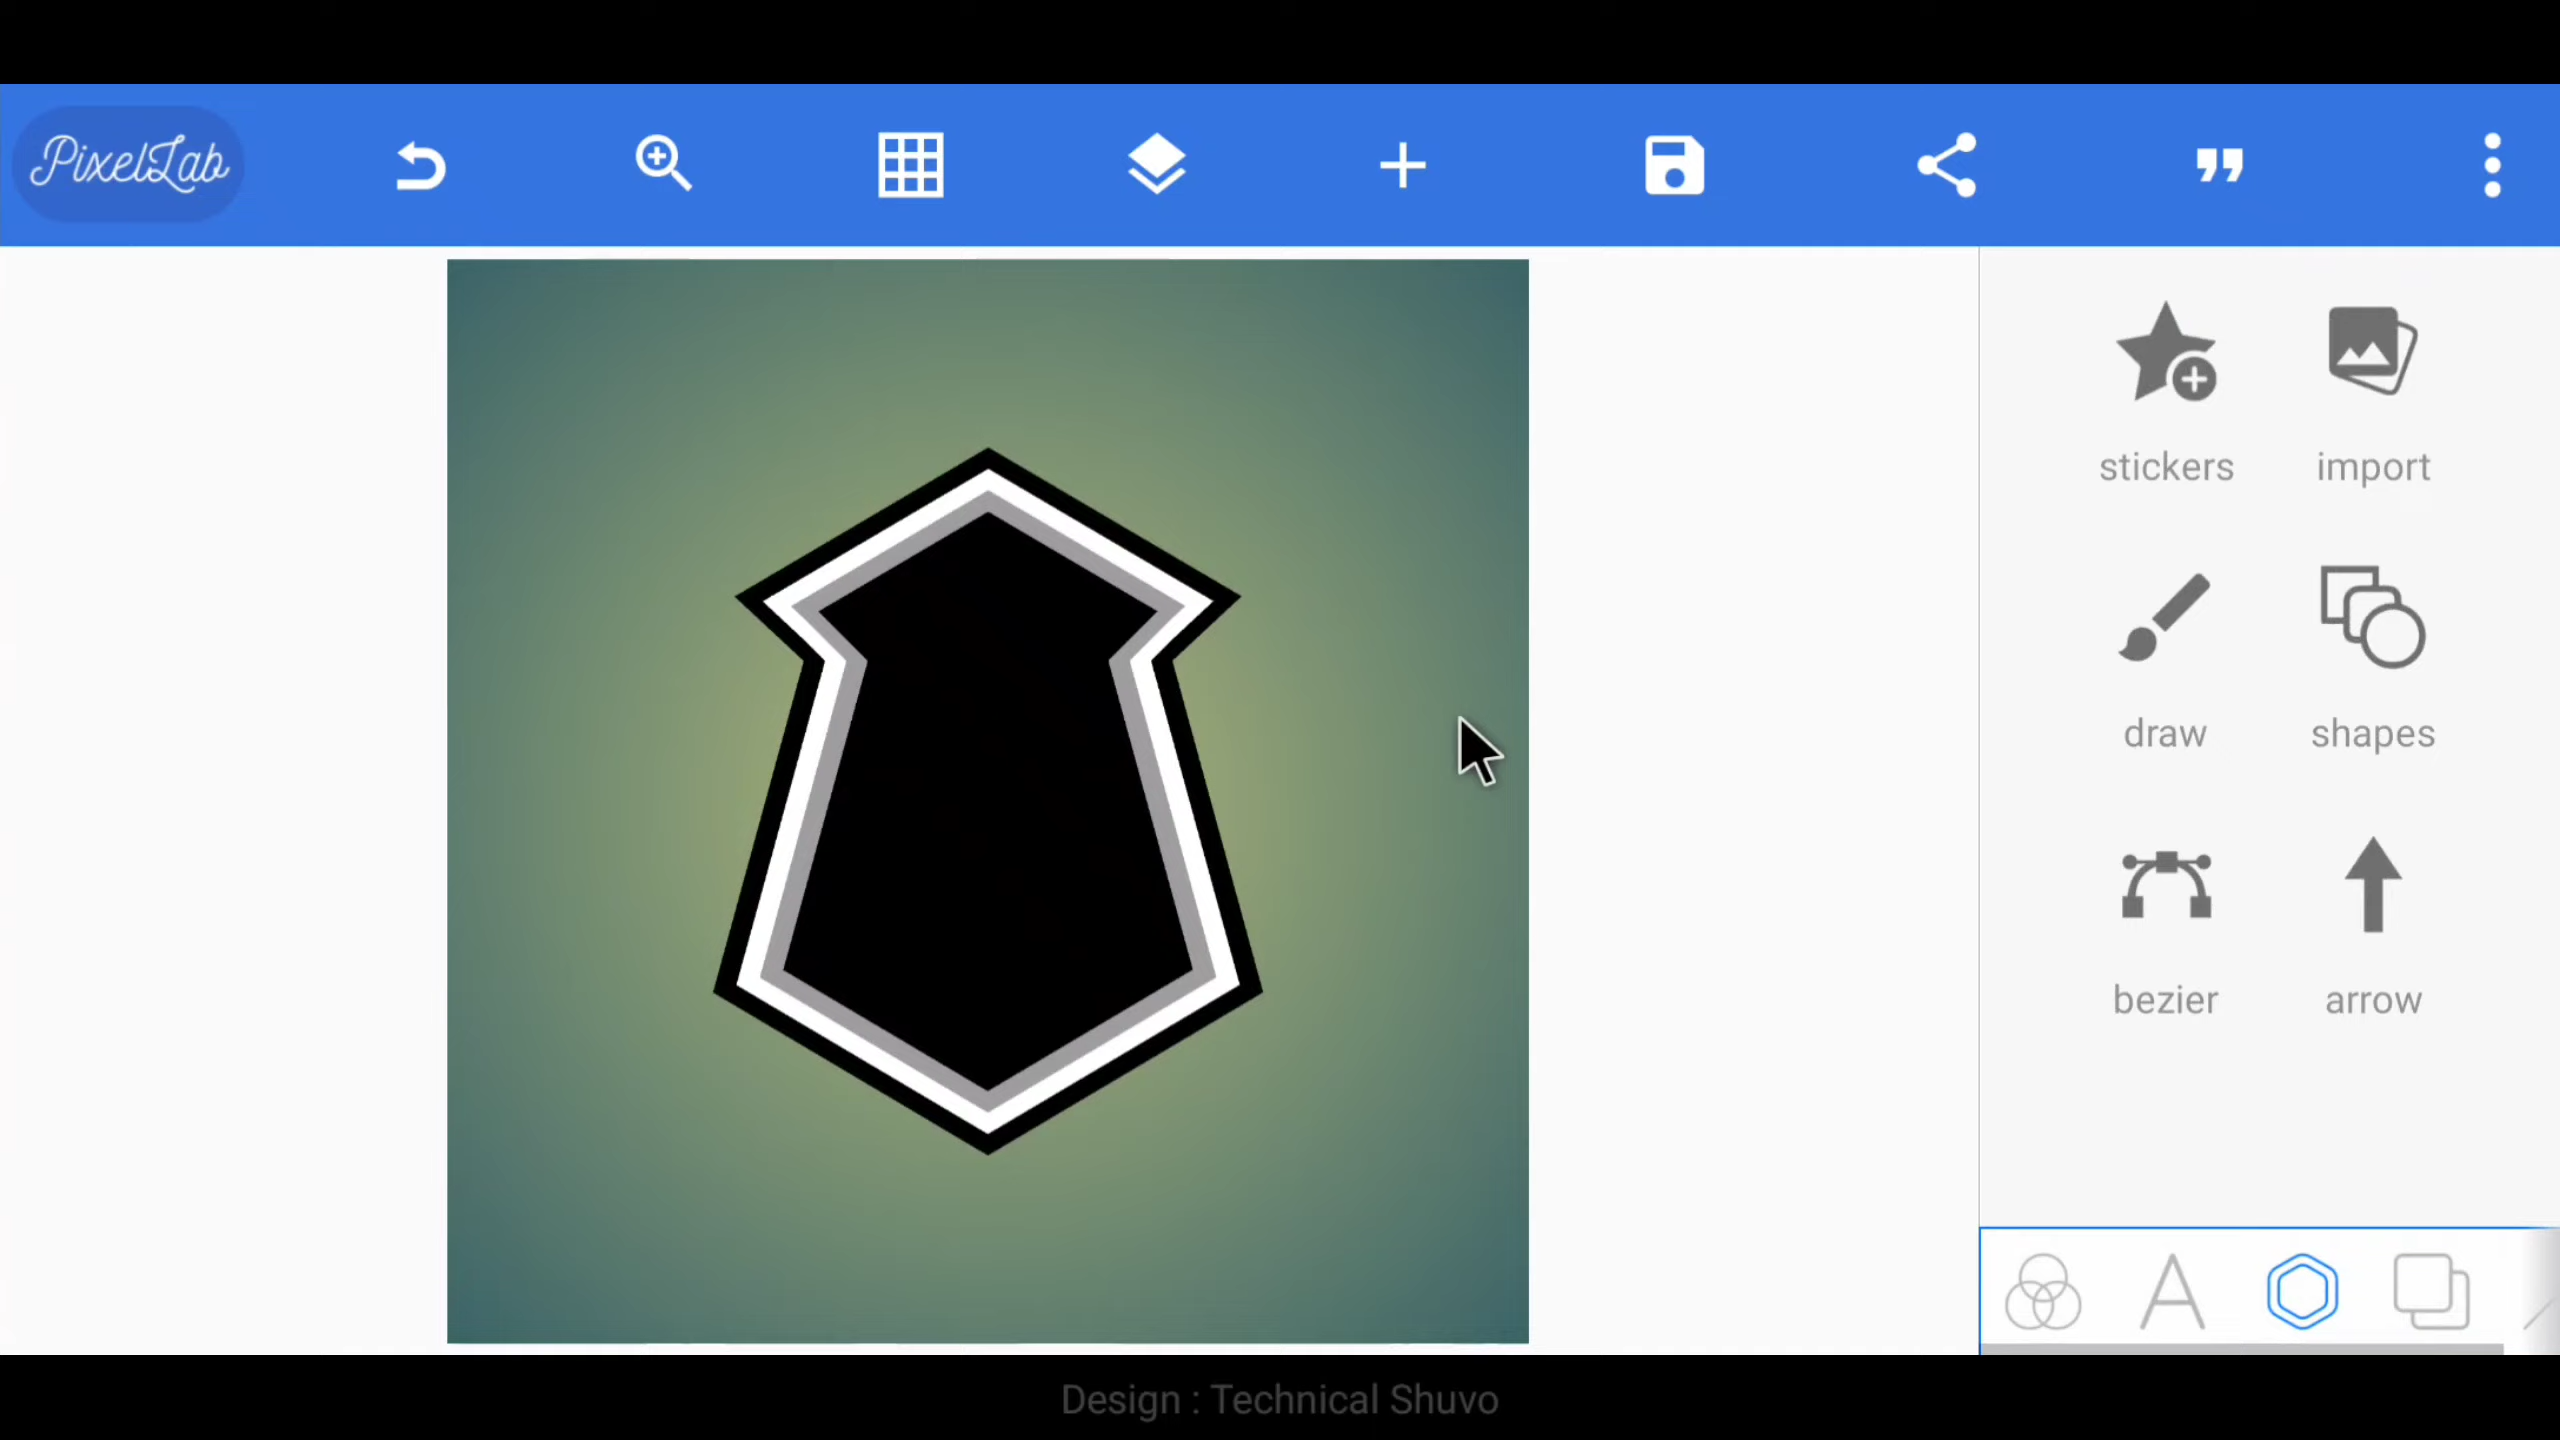 PixelLab
stickers
import
draw
shapes
bezier
arrow
Design : Technical Shuvo